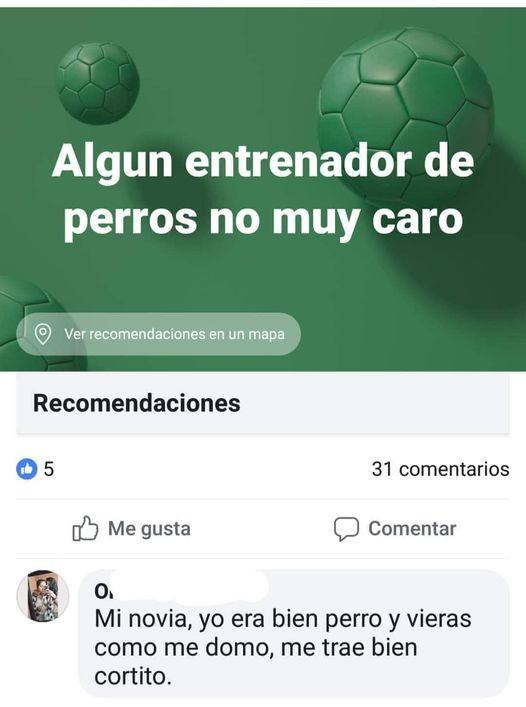 Algun entrenador de
perros no muy caro
Ver recomendaciones en un mapa
Recomendaciones
5
31 comentarios
Me gusta
Comentar
Mi novia, yo era bien perro y vieras
como me domo, me trae bien
cortito.